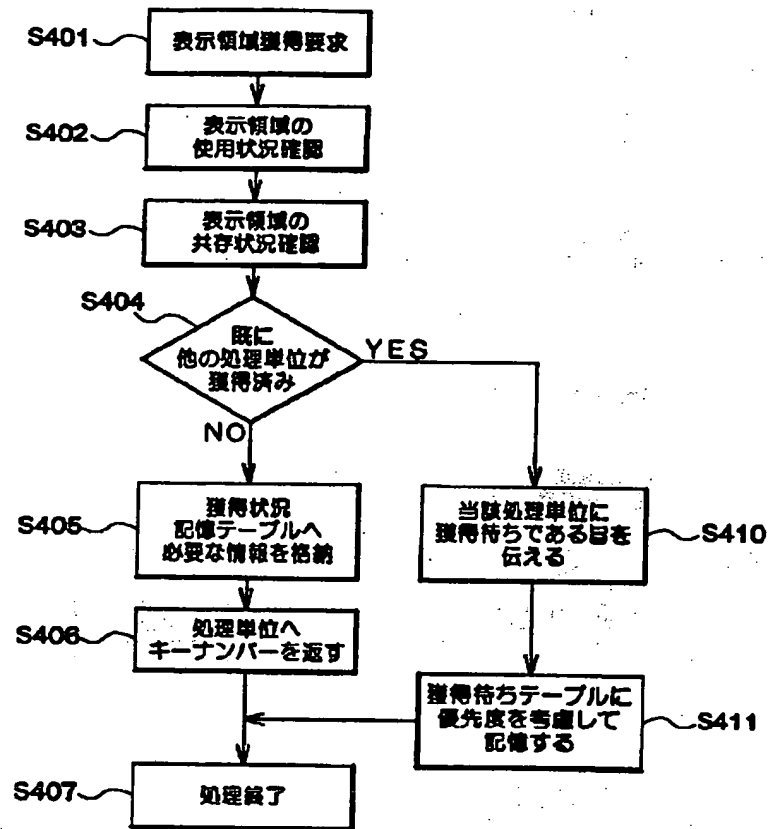 S401
表示領域獲得要求
S402
表示領域の
使用状況確認
S403
表示領域の
共存状況確認
S404
既に
他の処理単位が
獲得済み
YES
NO
S405
獲得状況
記憶テーブルへ
必要な情報を格納
当該処理単位に
獲得待ちである旨を
伝える
S410
S406
処理単位へ
キーナンバーを返す
獲得待ちテーブルに
優先度を考慮して
記憶する
S411
S407
処理終了